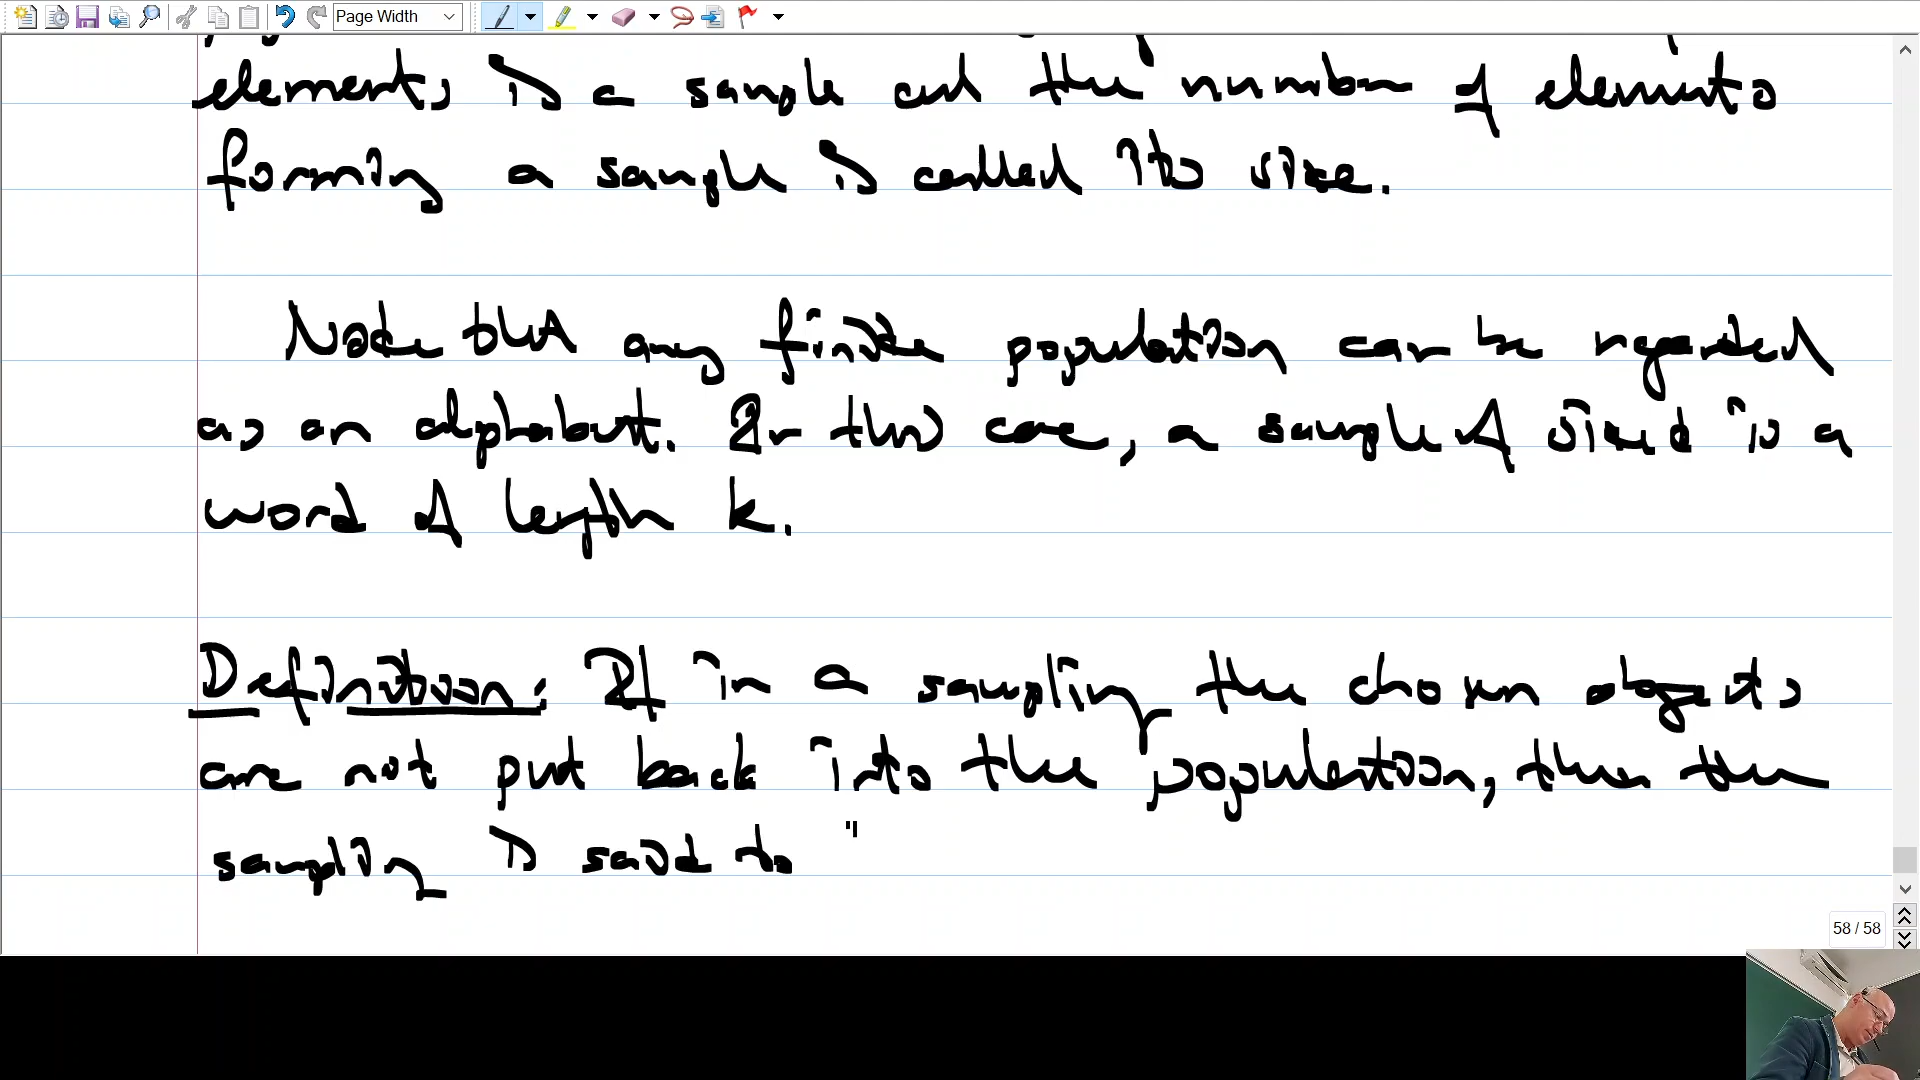 Page Width
elements is a sample and the number of elements
forming a sample is called its size.
Note that any finite population can be regarded
as an alphabet. In this case, a sample of size k is a
word of length k.
Definition: If in a sampling the chosen objects
are not put back into the population, then the
sampling is said to "
58 / 58